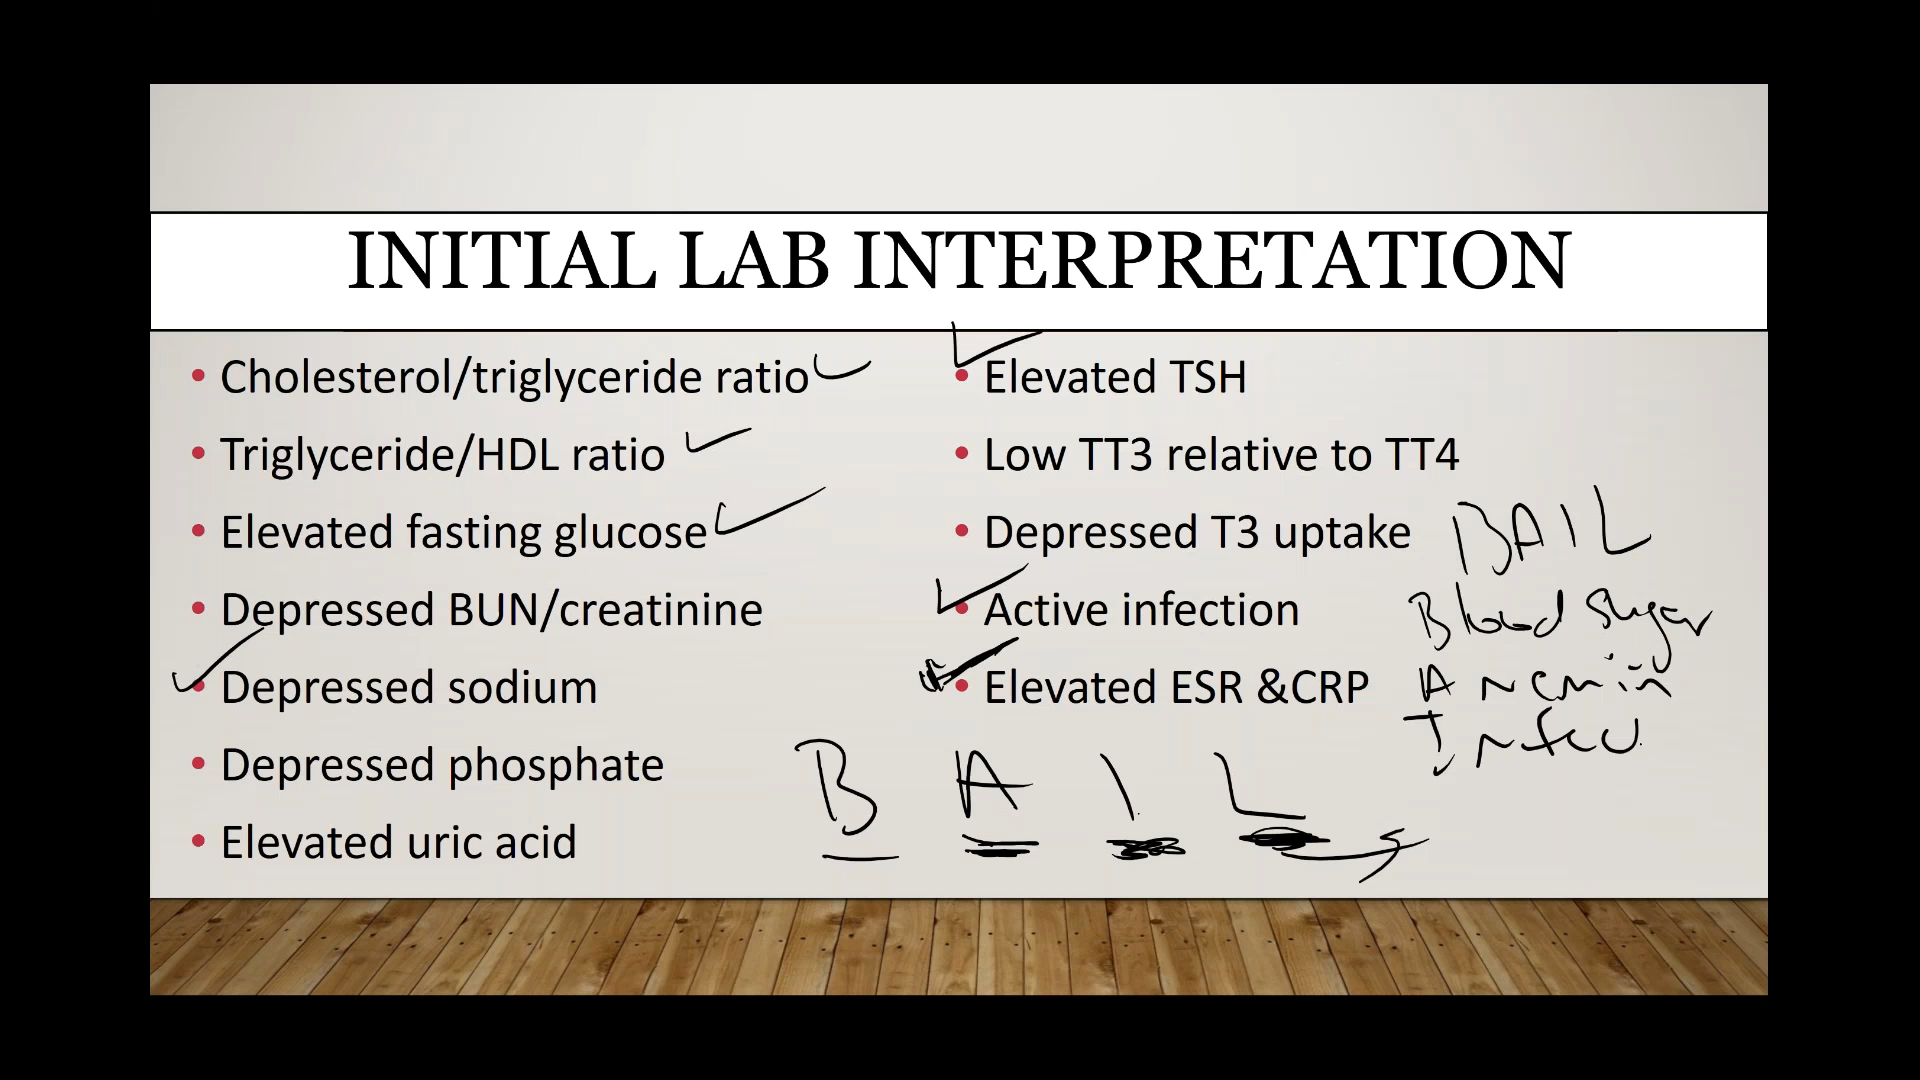 INITIAL LAB INTERPRETATION
• Cholesterol/triglyceride ratio
• Triglyceride/HDL ratio
• Elevated fasting glucose
• Depressed BUN/creatinine
• Depressed sodium
• Depressed phosphate
• Elevated uric acid
• Elevated TSH
• Low TT3 relative to TT4
• Depressed T3 uptake
• Active infection
• Elevated ESR &CRP
BAIL
Blood sugar
Anemia
B A I L